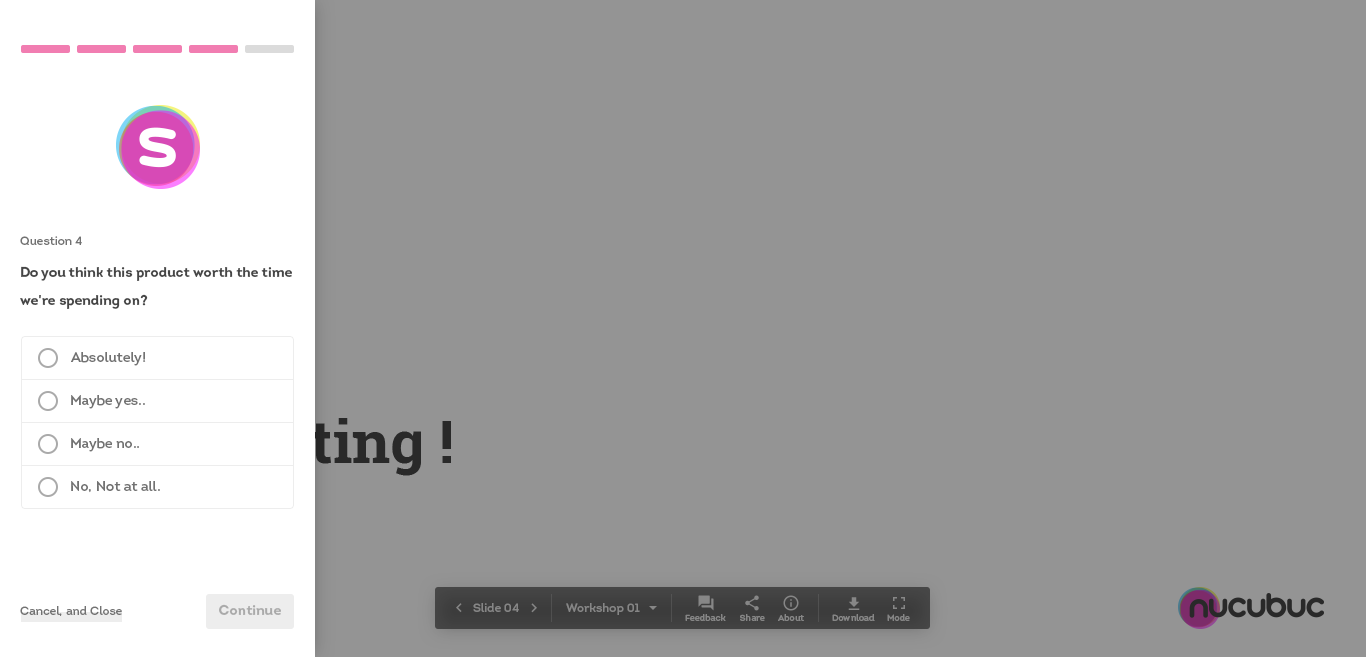 S
Question 4
Do you think this product worth the time
we're spending on?
Absolutely!
Maybe yes..
Maybe no..
No, Not at all.
Cancel, and Close
Continue
ting !
Slide 04
Workshop 01
Feedback
Share
About
Download
Mode
nucubuc